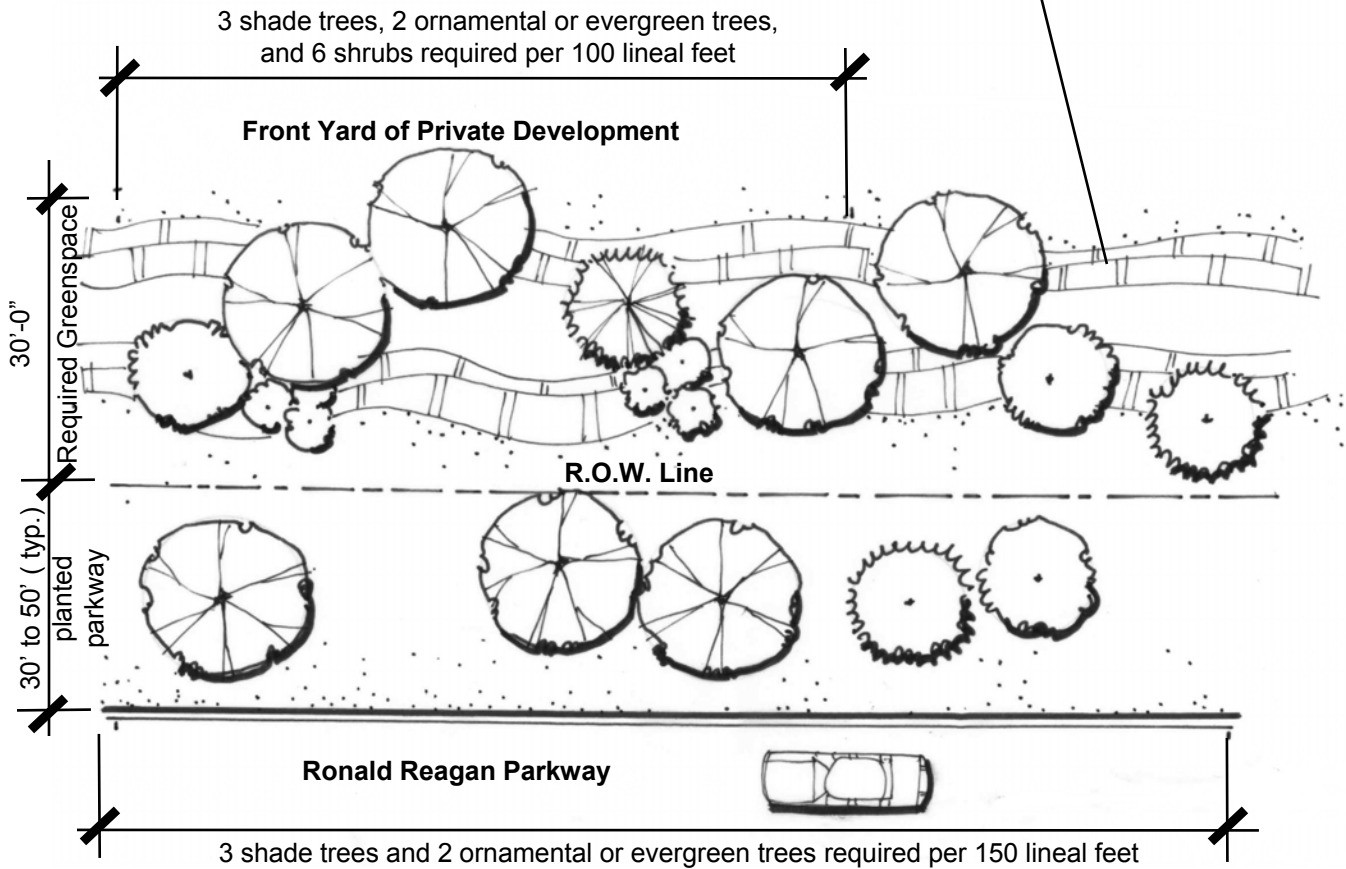 3 shade trees, 2 ornamental or evergreen trees,
and 6 shrubs required per 100 lineal feet
Front Yard of Private Development
30'-0”
Required Greenspace
R.O.W. Line
30' to 50' ( typ.)
planted
parkway
Ronald Reagan Parkway
3 shade trees and 2 ornamental or evergreen trees required per 150 lineal feet